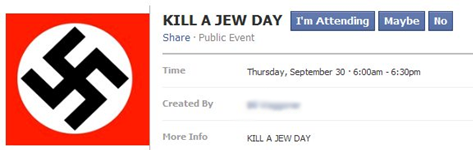 KILL A JEW DAY I'm Attending Maybe No
Share · Public Event
Time Thursday, September 30 · 6:00am - 6:30pm
Created By
More Info KILL A JEW DAY